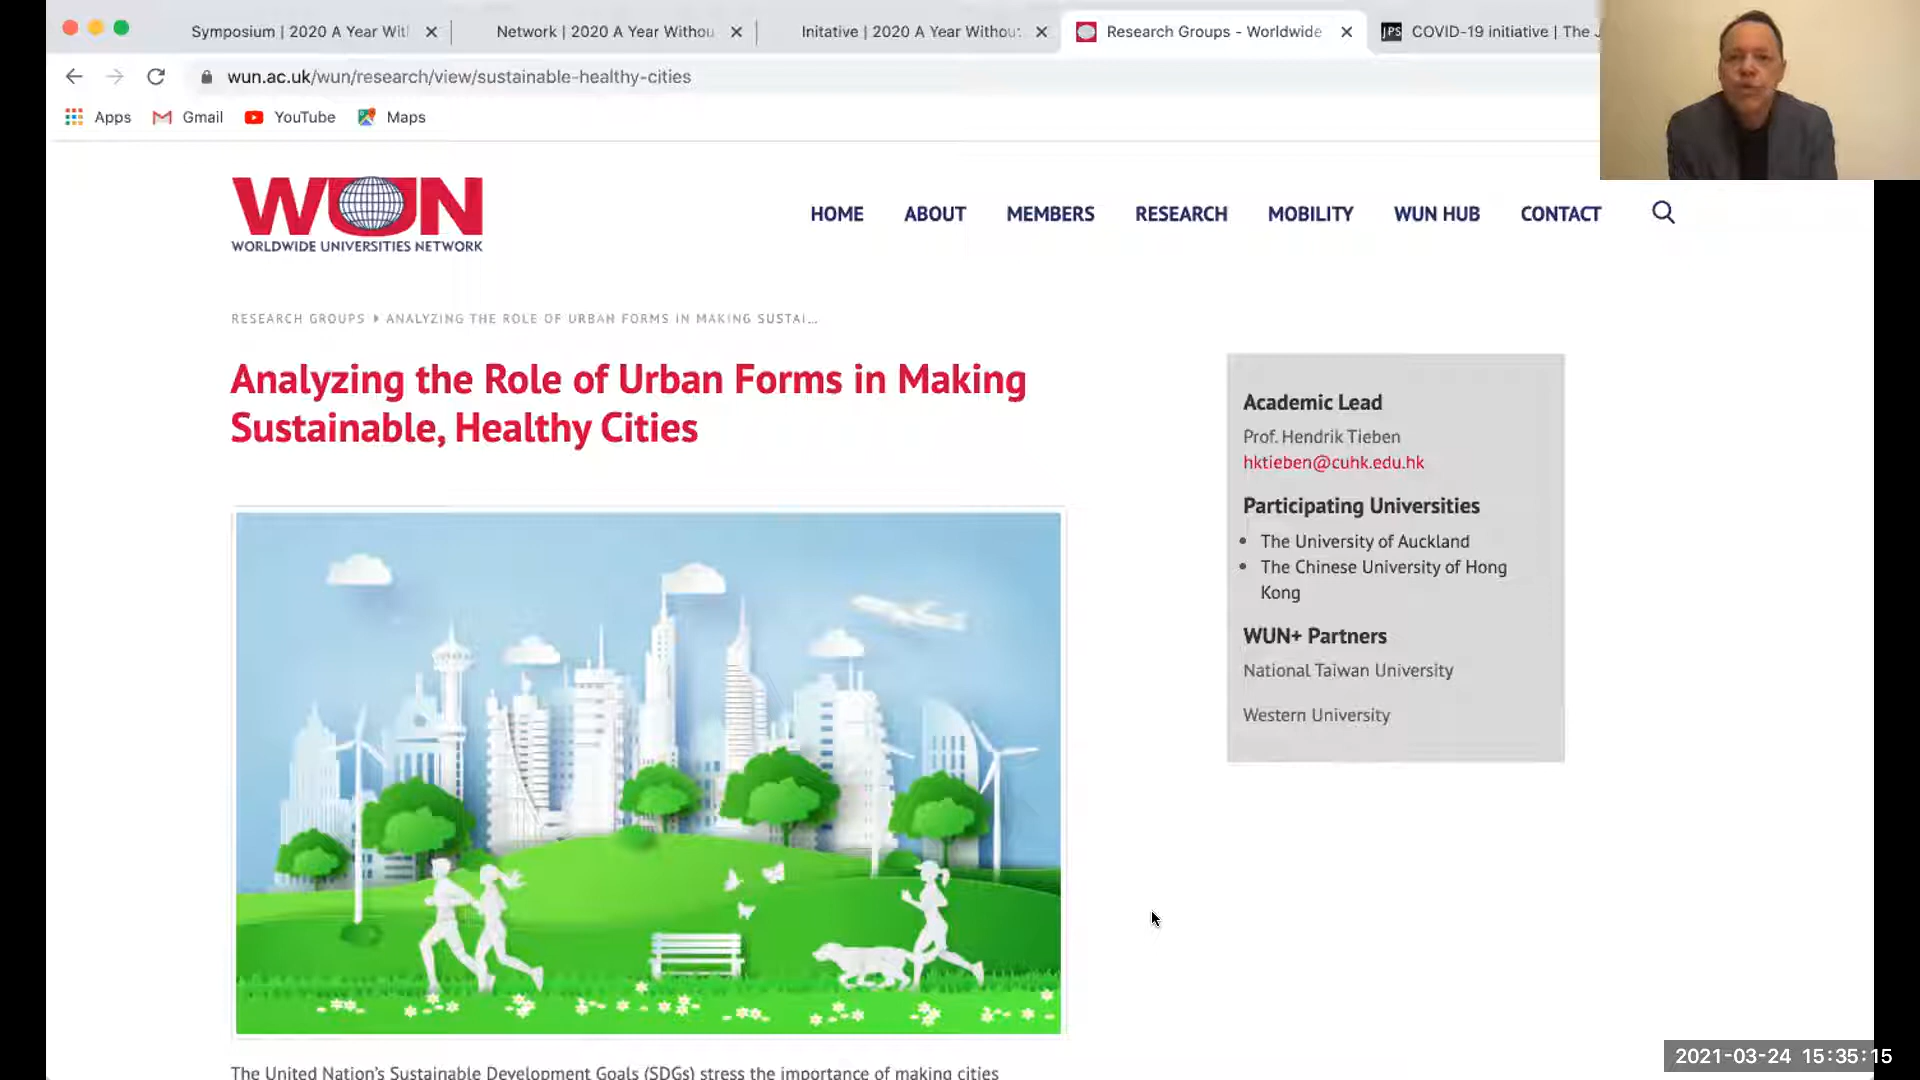 Symposium | 2020 A Year Wit
Network | 2020 A Year Withou
Initative | 2020 A Year Withou
Research Groups - Worldwide
JPS
COVID-19 initiative | The J
wun.ac.uk/wun/research/view/sustainable-healthy-cities
Apps
Gmail
YouTube
Maps
WUN
WORLDWIDE UNIVERSITIES NETWORK
HOME
ABOUT
MEMBERS
RESEARCH
MOBILITY
WUN HUB
CONTACT
RESEARCH GROUPS ANALYZING THE ROLE OF URBAN FORMS IN MAKING SUSTAI...
Analyzing the Role of Urban Forms in Making
Sustainable, Healthy Cities
Academic Lead
Prof. Hendrik Tieben
hktieben@cuhk.edu.hk
Participating Universities
The University of Auckland
The Chinese University of Hong
Kong
WUN+ Partners
National Taiwan University
Western University
The United Nation's Sustainable Development Goals (SDGs) stress the importance of making cities
2021-03-24 15:35:15